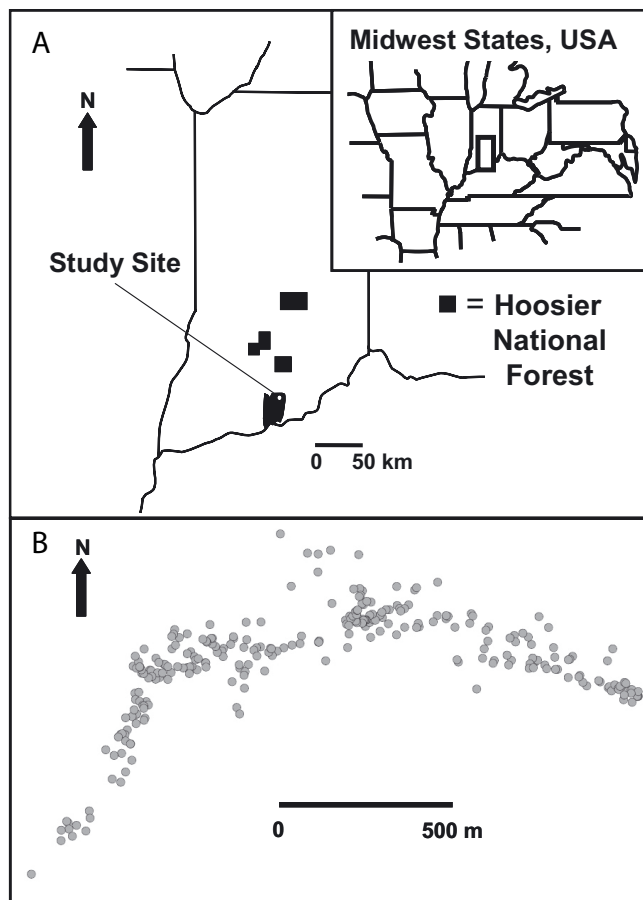 A
Midwest States, USA
N
Study Site
= Hoosier
National
Forest
0 50 km
B
N
0 500 m